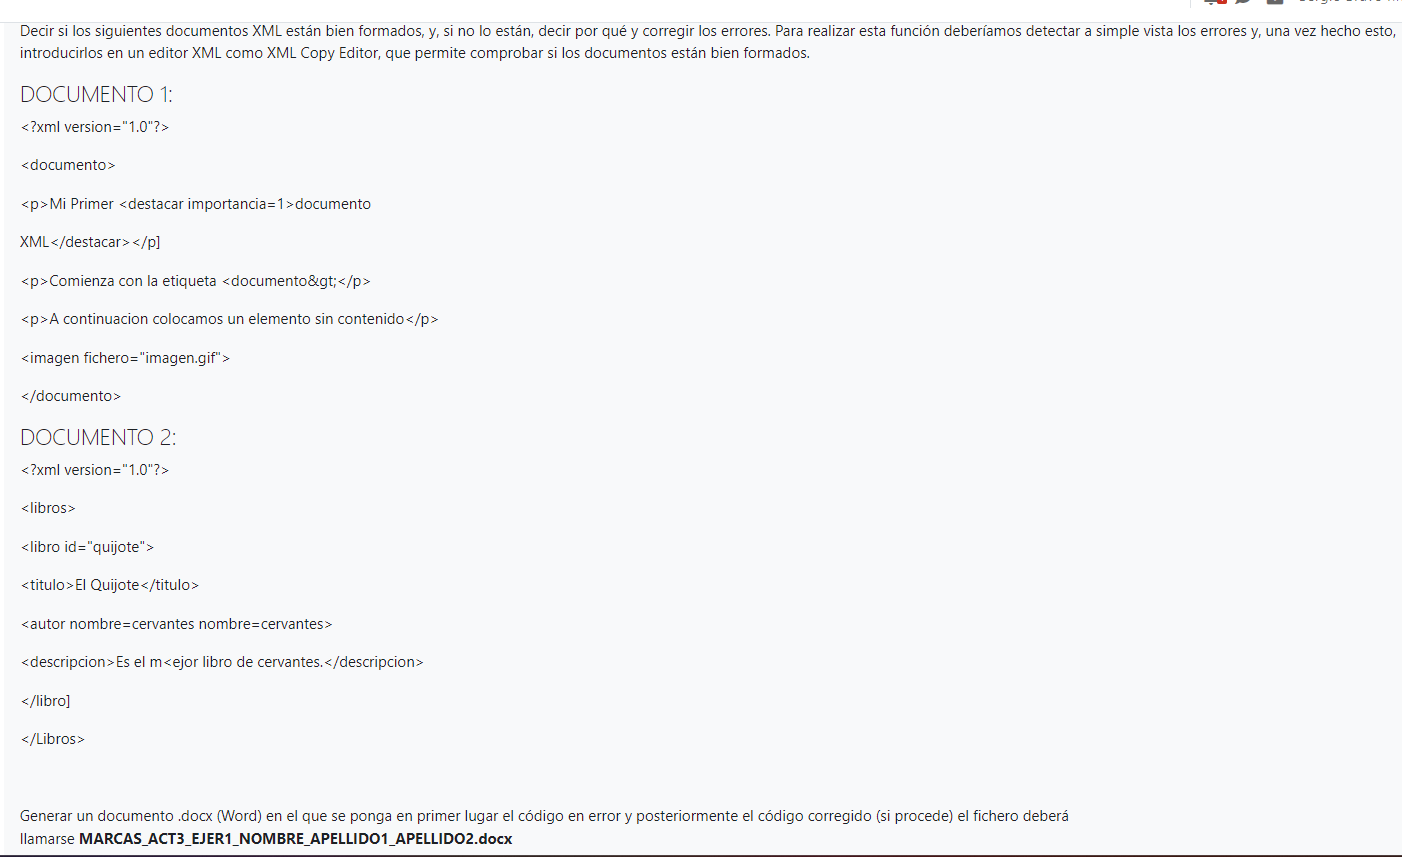 Decir si los siguientes documentos XML están bien formados, y, si no lo están, decir por qué y corregir los errores. Para realizar esta función deberíamos detectar a simple vista los errores y, una vez hecho esto,
introducirlos en un editor XML como XML Copy Editor, que permite comprobar si los documentos están bien formados.
DOCUMENTO 1:
<?xml version="1.0"?>
<documento>
<p>Mi Primer <destacar importancia=1>documento
XML</destacar></p]
<p>Comienza con la etiqueta <documento&gt;</p>
<p>A continuacion colocamos un elemento sin contenido</p>
<imagen fichero="imagen.gif">
</documento>
DOCUMENTO 2:
<?xml version="1.0"?>
<libros>
<libro id="quijote">
<titulo>El Quijote</titulo>
<autor nombre=cervantes nombre=cervantes>
<descripcion>Es el m<ejor libro de cervantes.</descripcion>
</libro]
</Libros>
Generar un documento .docx (Word) en el que se ponga en primer lugar el código en error y posteriormente el código corregido (si procede) el fichero deberá
llamarse MARCAS_ACT3_EJER1_NOMBRE_APELLIDO1_APELLIDO2.docx